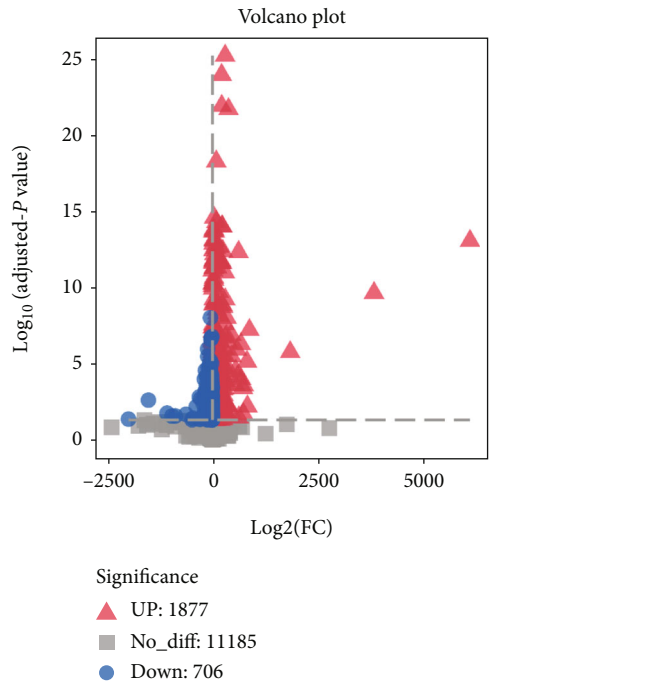 Volcano plot
25
20
15
10
5
0
Log10 (adjusted-P value)
−2500 0 2500 5000
Log2(FC)
Significance
UP: 1877
No_diff: 11185
Down: 706